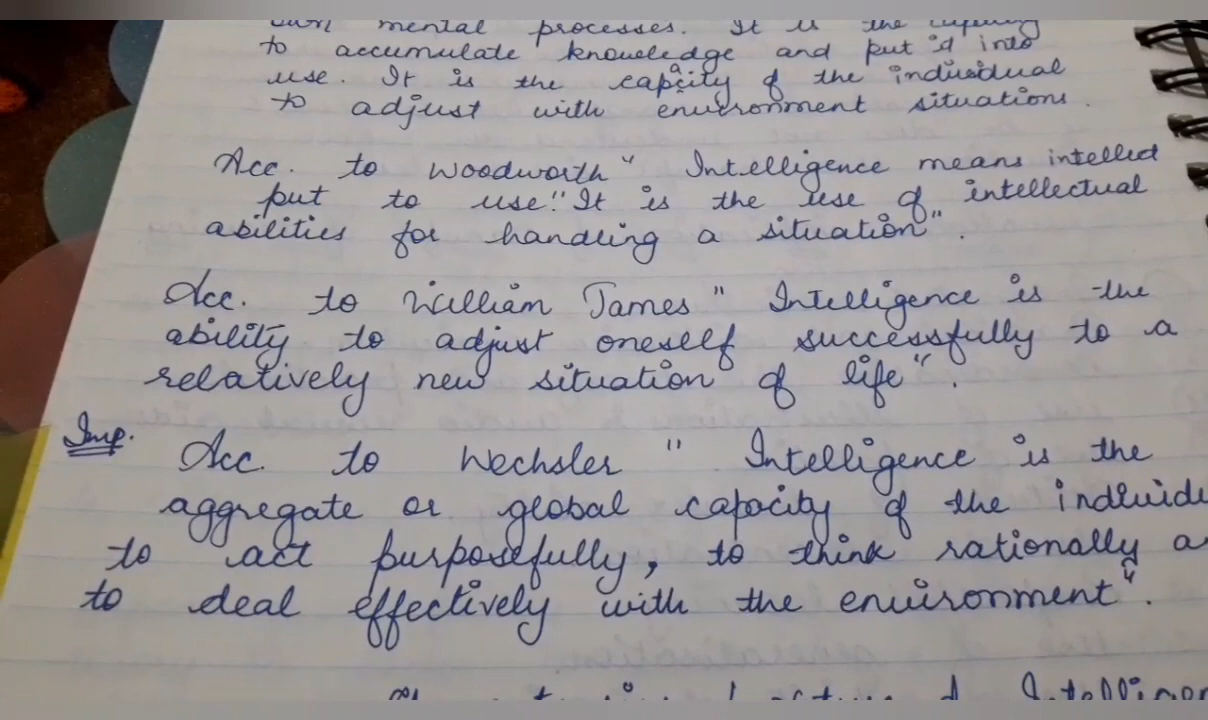 own mental processes. It is the
to accumulate knowledge and put it into
use. It is the capacity of the individual
to adjust with environment situations.
Acc. to Woodworth " Intelligence means intellect
put to use." It is the use of intellectual
abilities for handling a situation".
Acc. to William James " Intelligence is the
ability to adjust oneself successfully to a
relatively new situation of life".
Imp.
Acc. to Wechsler " Intelligence is the
aggregate or global capacity of the individu
to act purposefully, to think rationally a
to deal effectively with the environment".